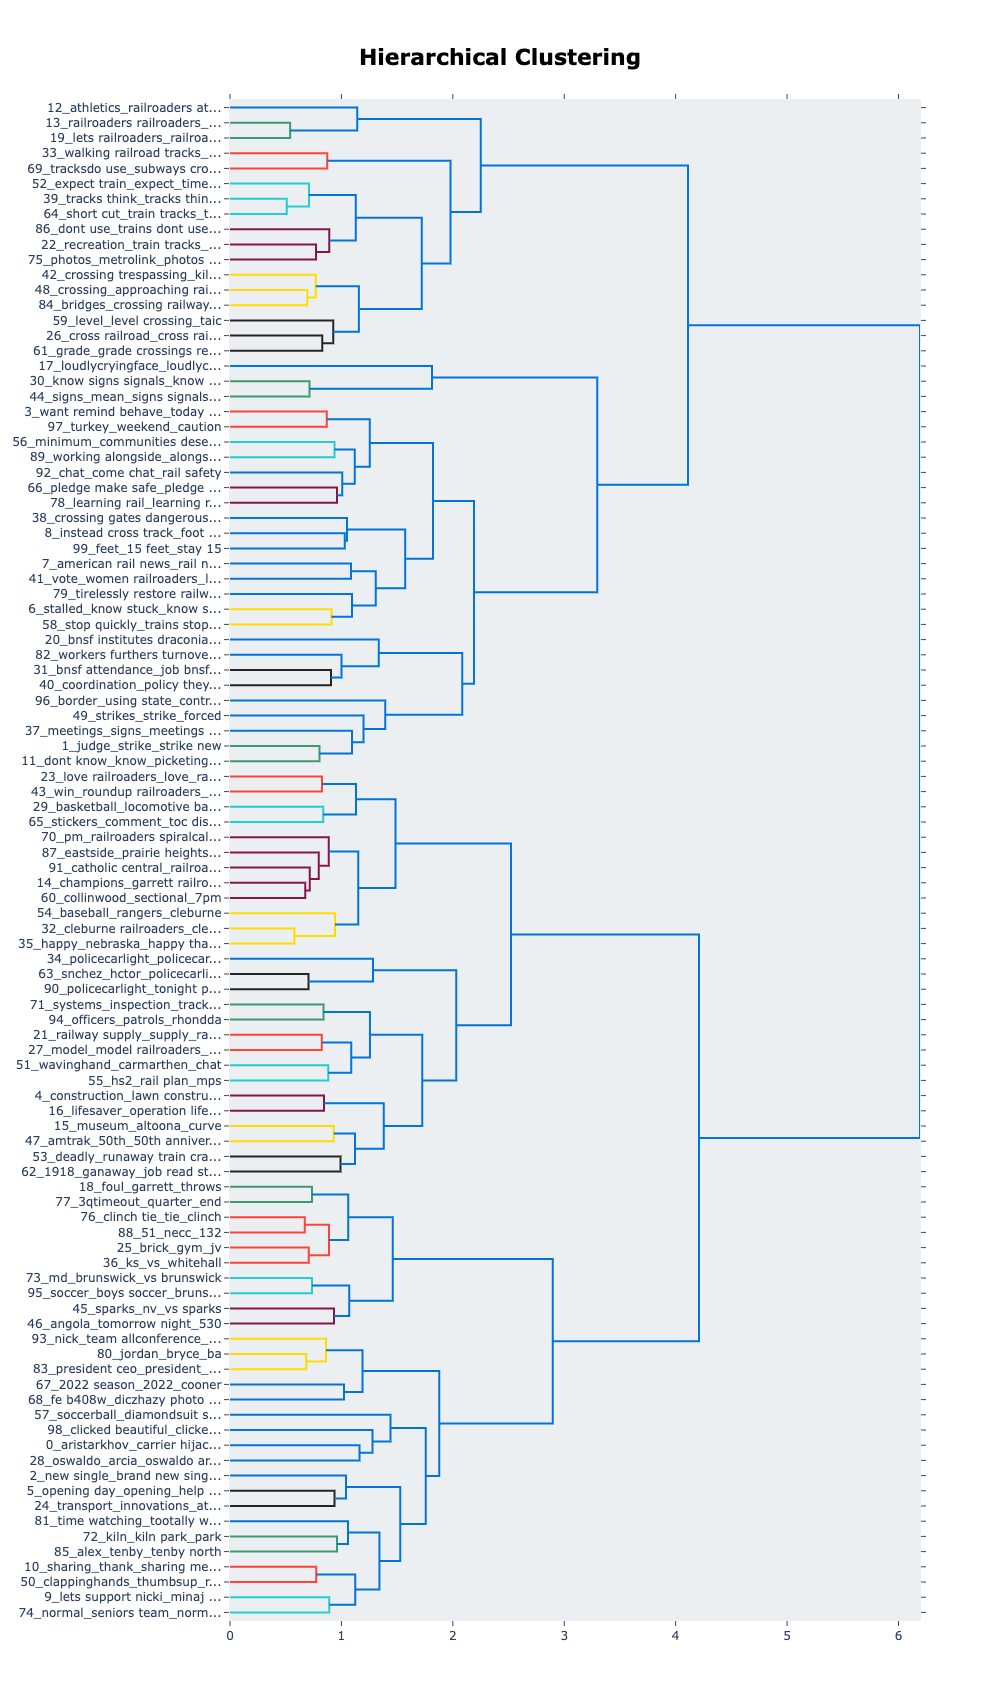 Hierarchical Clustering
12_athletics_railroaders at...
13_railroaders railroaders_...
19_lets railroaders_railroa...
33_walking railroad tracks_...
69_tracksdo use_subways cro...
52_expect train_expect_time...
39_tracks think_tracks thin...
64_short cut_train tracks_t...
86_dont use_trains dont use...
22_recreation_train tracks_...
75_photos_metrolink_photos ...
42_crossing trespassing_kil...
48_crossing_approaching rai...
84_bridges_crossing railway...
59_level_level crossing_taic
26_cross railroad_cross rai...
61_grade_grade crossings re...
17_loudlycryingface_loudlyc...
30_know signs signals_know ...
44_signs_mean_signs signals...
3_want remind behave_today ...
97_turkey_weekend_caution
56_minimum_communities dese...
89_working alongside_alongs...
92_chat_come chat_rail safety
66_pledge make safe_pledge ...
78_learning rail_learning r...
38_crossing gates dangerous...
8_instead cross track_foot ...
99_feet_15 feet_stay 15
7_american rail news_rail n...
41_vote_women railroaders_l...
79_tirelessly restore railw...
6_stalled_know stuck_know s...
58_stop quickly_trains stop...
20_bnsf institutes draconia...
82_workers furthers turnove...
31_bnsf attendance_job bnsf...
40_coordination_policy they...
96_border_using state_contr...
49_strikes_strike_forced
37_meetings_signs_meetings ...
1_judge_strike_strike new
11_dont know_know_picketing...
23_love railroaders_love_ra...
43_win_roundup railroaders_...
29_basketball_locomotive ba...
65_stickers_comment_toc dis...
70_pm_railroaders spiralcal...
87_eastside_prairie heights...
91_catholic central_railroa...
14_champions_garrett railro...
60_collinwood_sectional_7pm
54_baseball_rangers_cleburne
32_cleburne railroaders_cle...
35_happy_nebraska_happy tha...
34_policecarlight_policecar...
63_snchez_hctor_policecarli...
90_policecarlight_tonight p...
71_systems_inspection_track...
94_officers_patrols_rhondda
21_railway supply_supply_ra...
27_model_model railroaders_...
51_wavinghand_carmarthen_chat
55_hs2_rail plan_mps
4_construction_lawn constru...
16_lifesaver_operation life...
15_museum_altoona_curve
47_amtrak_50th_50th anniver...
53_deadly_runaway train cra...
62_1918_ganaway_job read st...
18_foul_garrett_throws
77_3qtimeout_quarter_end
76_clinch tie_tie_clinch
88_51_necc_132
25_brick_gym_jv
36_ks_vs_whitehall
73_md_brunswick_vs brunswick
95_soccer_boys soccer_bruns...
45_sparks_nv_vs sparks
46_angola_tomorrow night_530
93_nick_team allconference_...
80_jordan_bryce_ba
83_president ceo_president_...
67_2022 season_2022_cooner
68_fe b408w_diczhazy photo ...
57_soccerball_diamondsuit s...
98_clicked beautiful_clicke...
0_aristarkhov_carrier hijac...
28_oswaldo_arcia_oswaldo ar...
2_new single_brand new sing...
5_opening day_opening_help ...
24_transport_innovations_at...
81_time watching_tootally w...
72_kiln_kiln park_park
85_alex_tenby_tenby north
10_sharing_thank_sharing me...
50_clappinghands_thumbsup_r...
9_lets support nicki_minaj ...
74_normal_seniors team_norm...
0 1 2 3 4 5 6